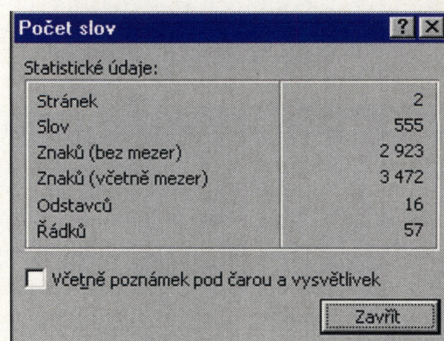 Počet slov
Statistické údaje:
Stránek 2
Slov 555
Znaků (bez mezer) 2 923
Znaků (včetně mezer) 3 472
Odstavců 16
Řádků 57
Včetně poznámek pod čarou a vysvětlivek
Zavřít